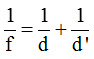 1/f = 1/d + 1/d'